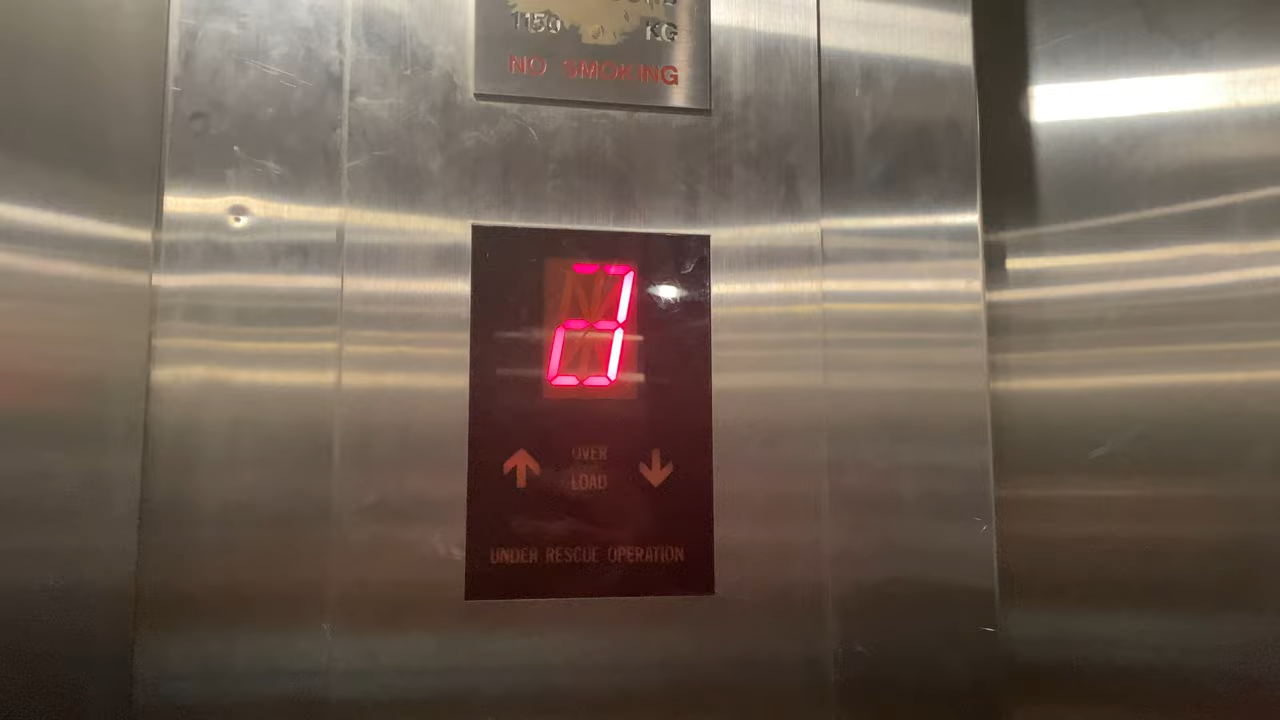 1150 KG
NO SMOKING
OVER
LOAD
UNDER RESCUE OPERATION